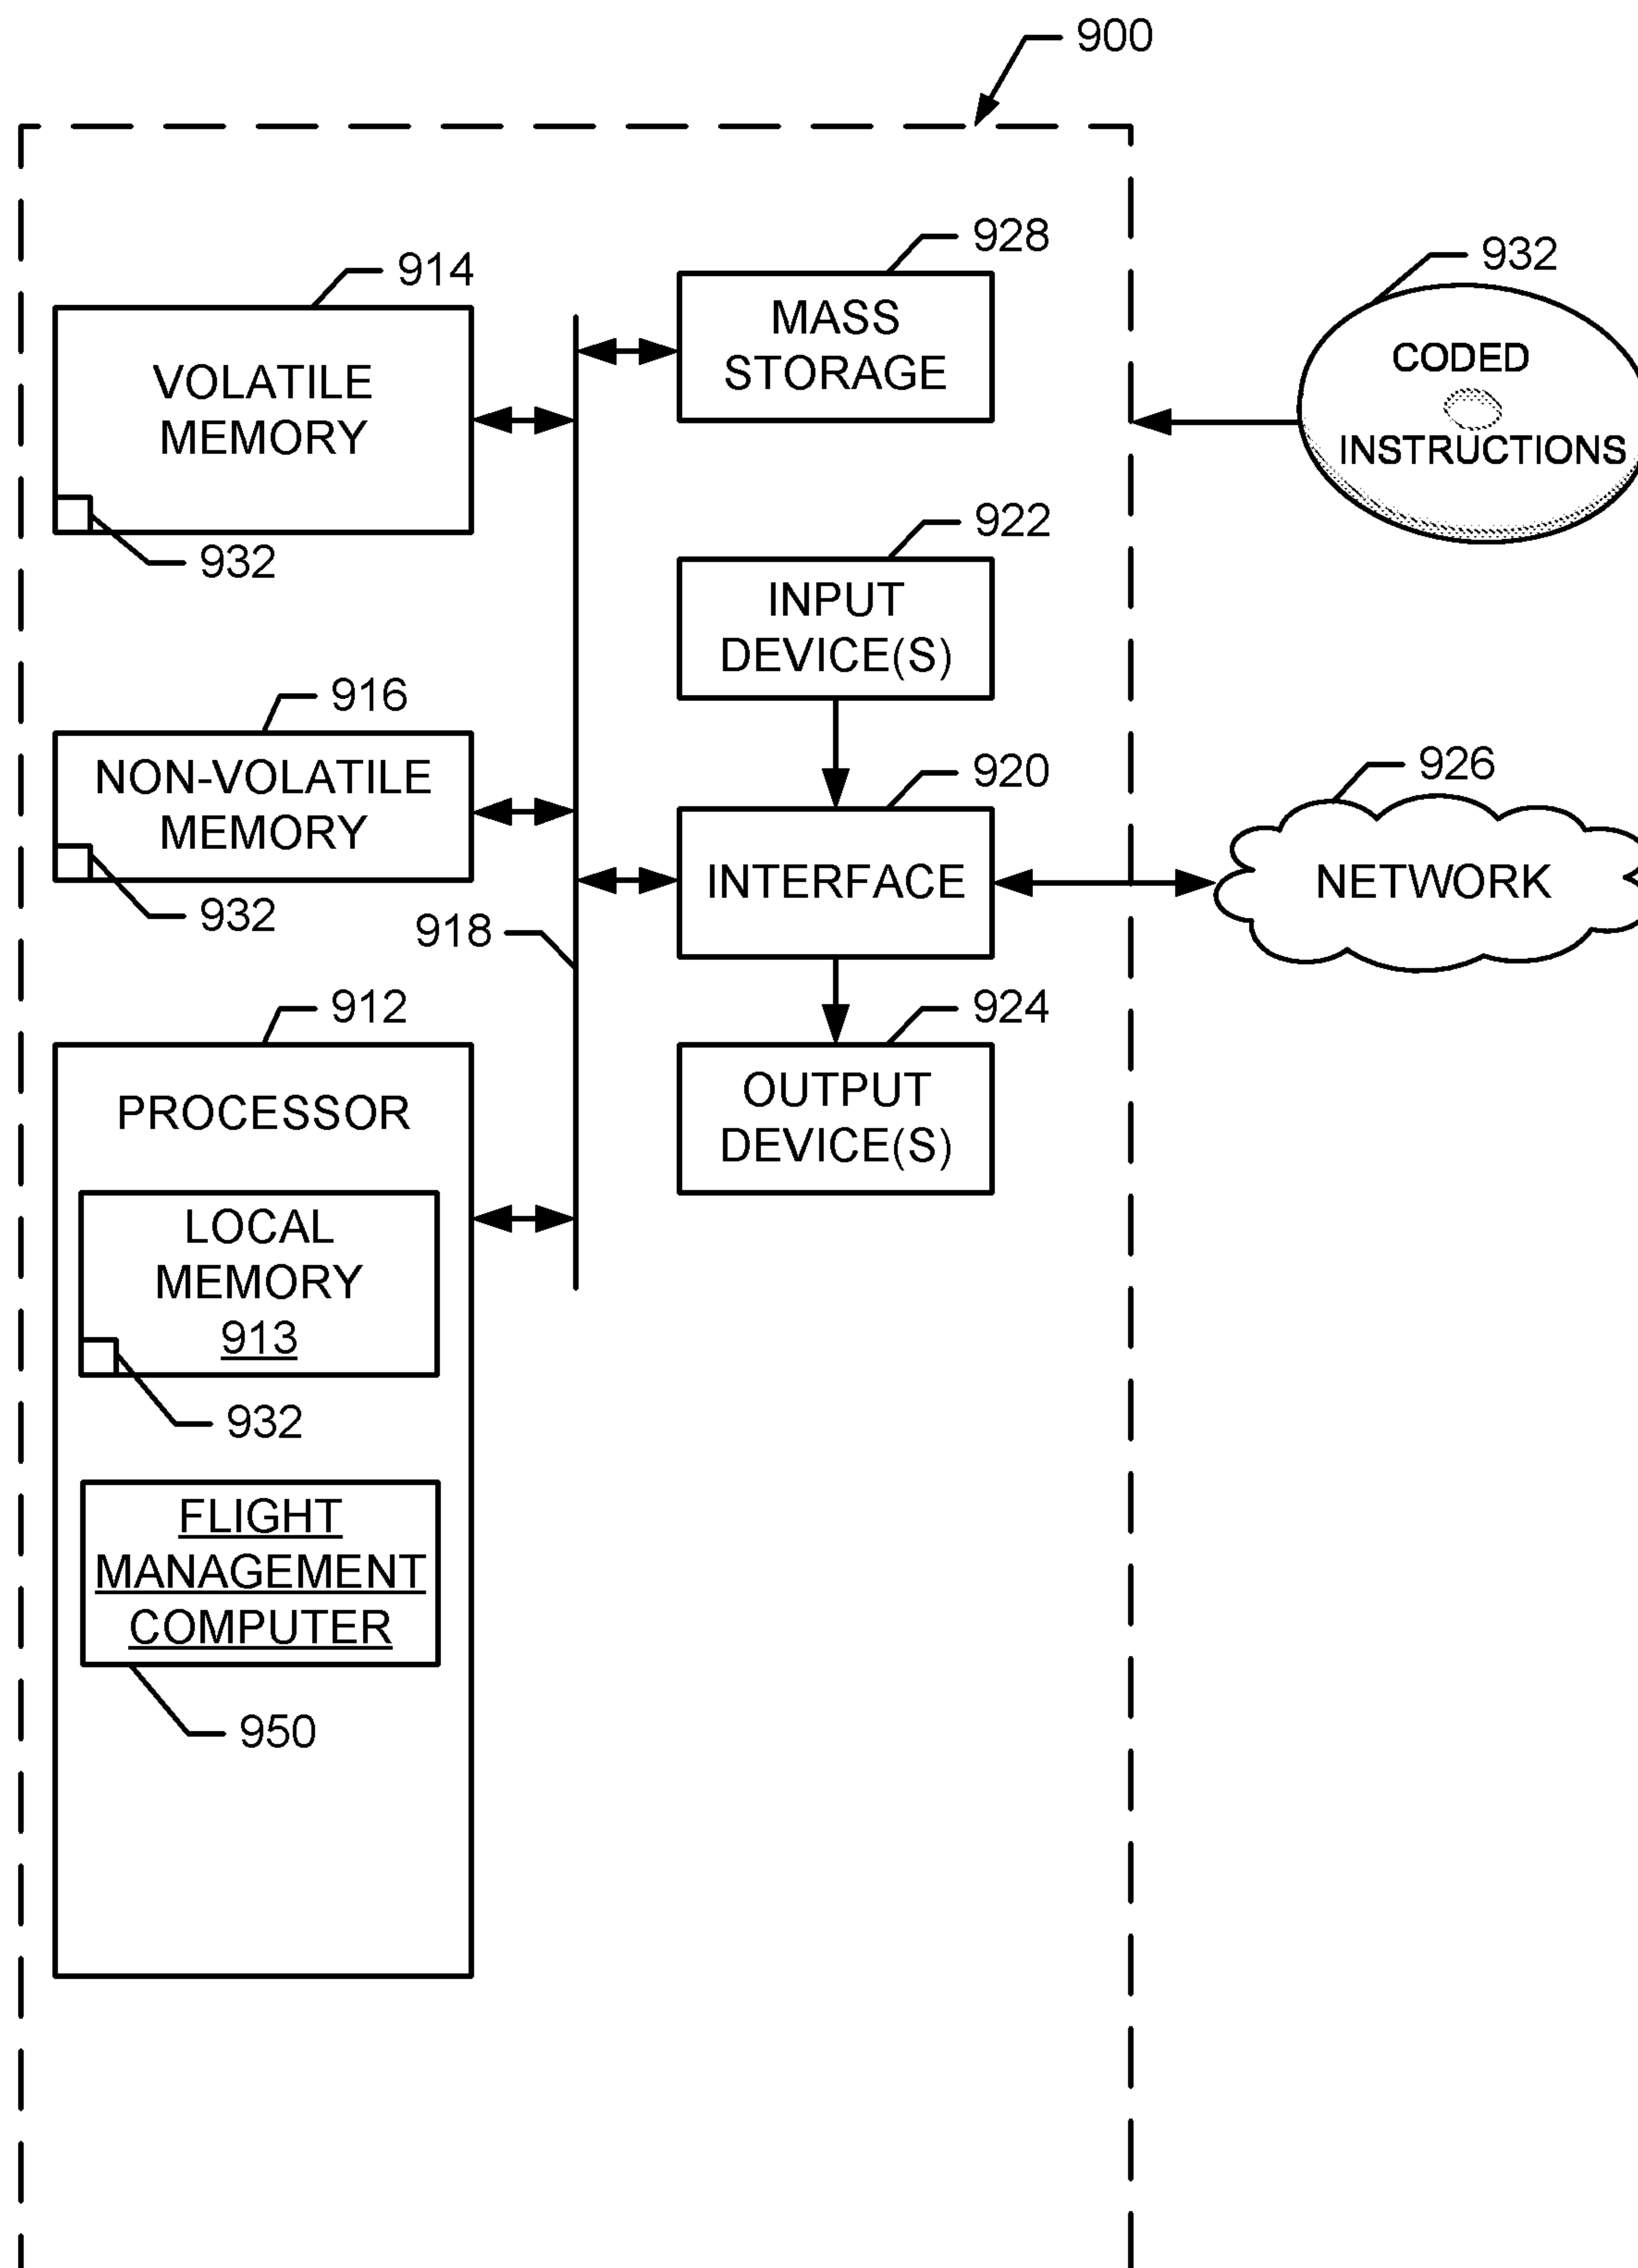 900
928
932
914
MASS
STORAGE
CODED
INSTRUCTIONS
VOLATILE
MEMORY
932
922
INPUT
DEVICE(S)
916
NON-VOLATILE
MEMORY
932
920
926
INTERFACE
NETWORK
918
912
924
PROCESSOR
OUTPUT
DEVICE(S)
LOCAL
MEMORY
913
932
FLIGHT
MANAGEMENT
COMPUTER
950